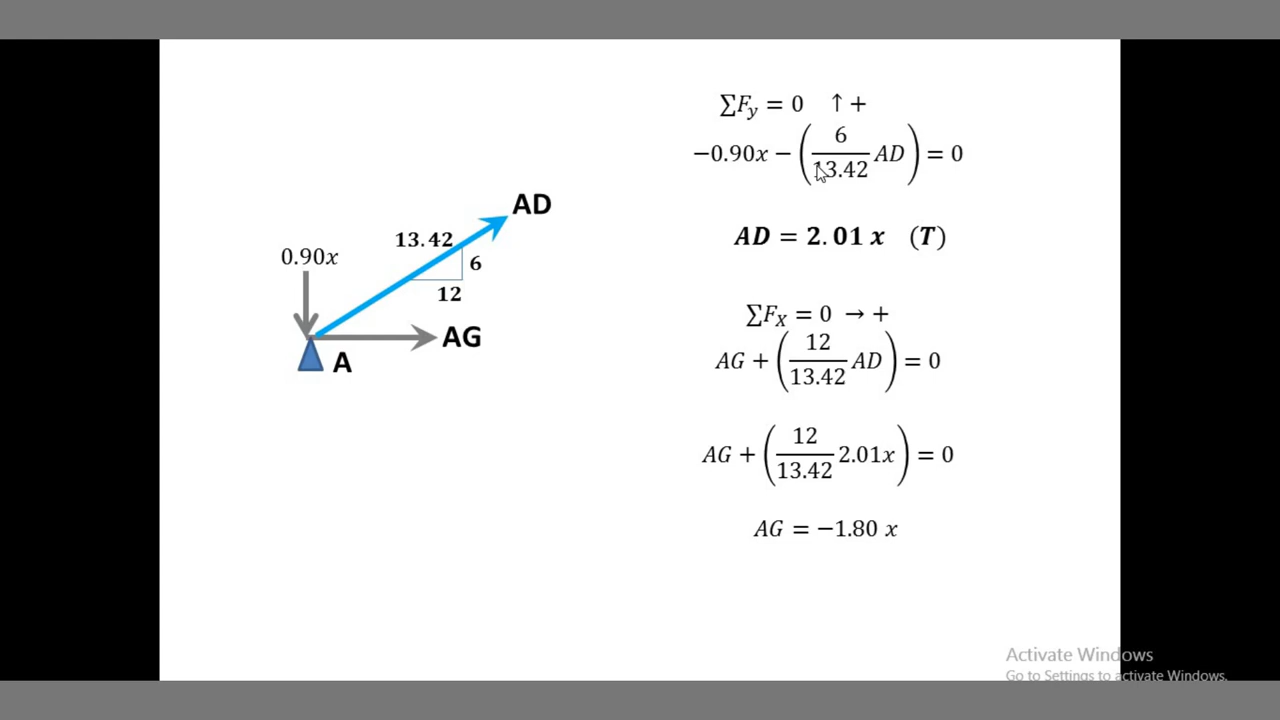 ∑Fy = 0 ↑ +
−0.90x − (6/13.42 AD) = 0
AD = 2.01 x (T)
∑Fx = 0 → +
AG + (12/13.42 AD) = 0
AG + (12/13.42 2.01x) = 0
AG = −1.80 x
AD
13.42
0.90x
6
12
AG
A
Activate Windows
Go to Settings to activate Windows.